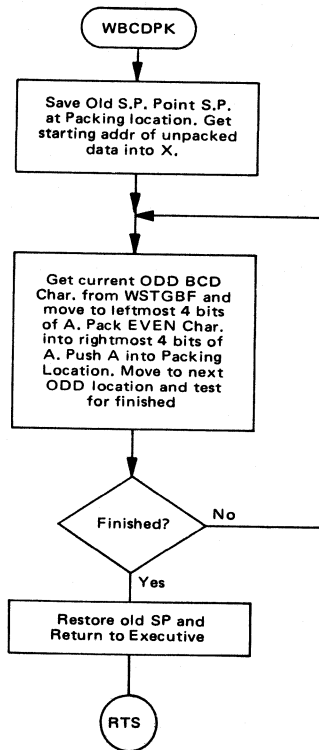 WBCDPK
Save Old S.P. Point S.P.
at Packing location. Get
starting addr of unpacked
data into X.
Get current ODD BCD
Char. from WSTGBF and
move to leftmost 4 bits
of A. Pack EVEN Char.
into rightmost 4 bits of
A. Push A into Packing
Location. Move to next
ODD location and test
for finished
Finished?
No
Yes
Restore old SP and
Return to Executive
RTS